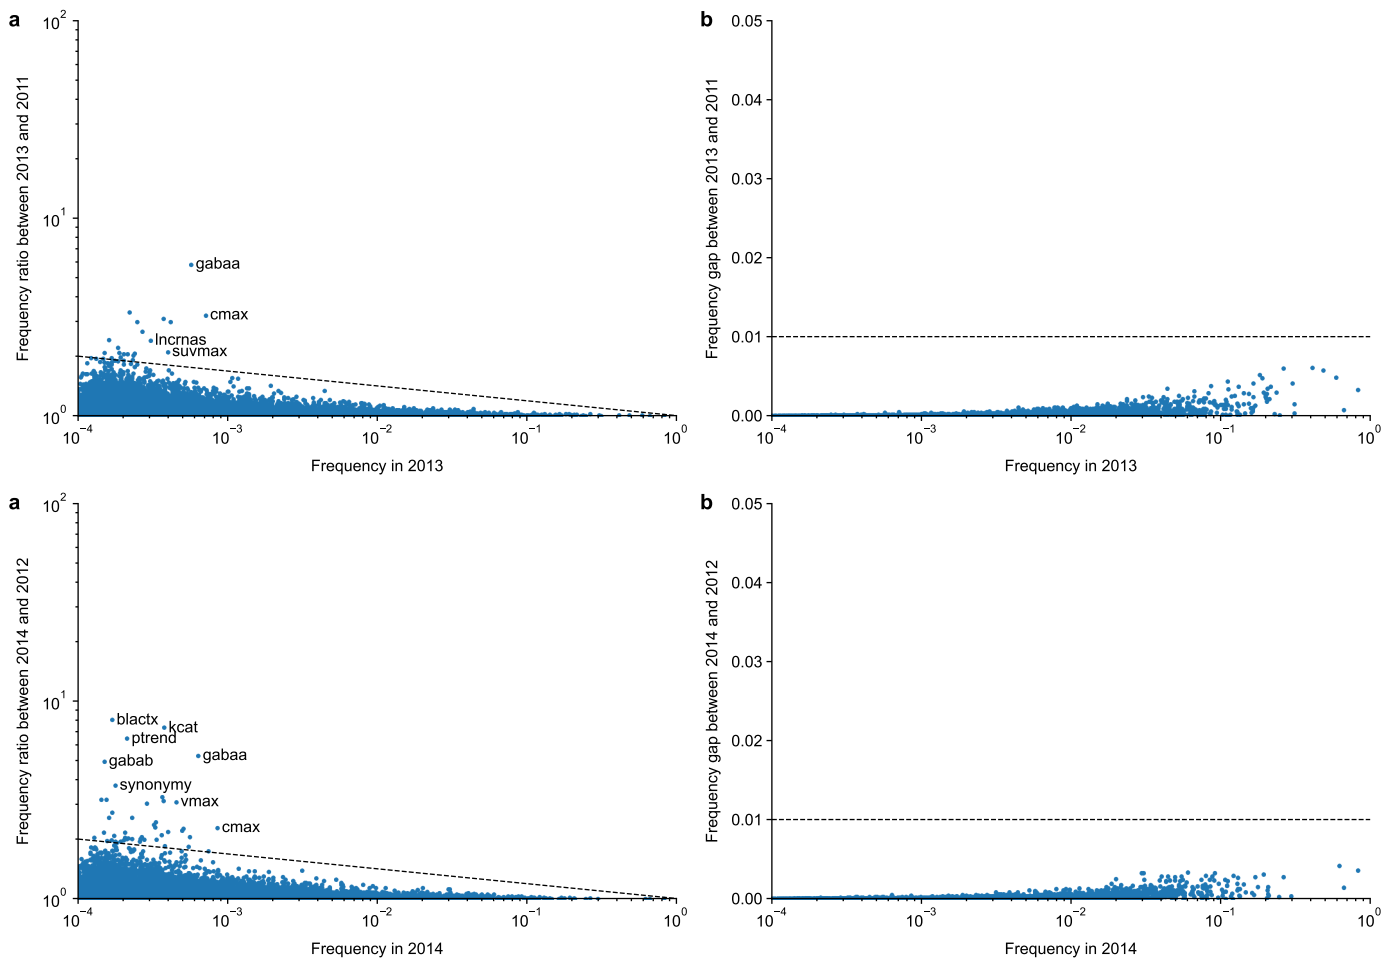 a
10^2
10^1
10^0
Frequency ratio between 2013 and 2011
gabaa
cmax
lncrnas
suvmax
10^−4
10^−3
10^−2
10^−1
10^0
Frequency in 2013
b
0.05
0.04
0.03
0.02
0.01
0.00
Frequency gap between 2013 and 2011
10^−4
10^−3
10^−2
10^−1
10^0
Frequency in 2013
a
10^2
10^1
10^0
Frequency ratio between 2014 and 2012
blactx
kcat
ptrend
gabaa
gabab
synonymy
vmax
cmax
10^−4
10^−3
10^−2
10^−1
10^0
Frequency in 2014
b
0.05
0.04
0.03
0.02
0.01
0.00
Frequency gap between 2014 and 2012
10^−4
10^−3
10^−2
10^−1
10^0
Frequency in 2014